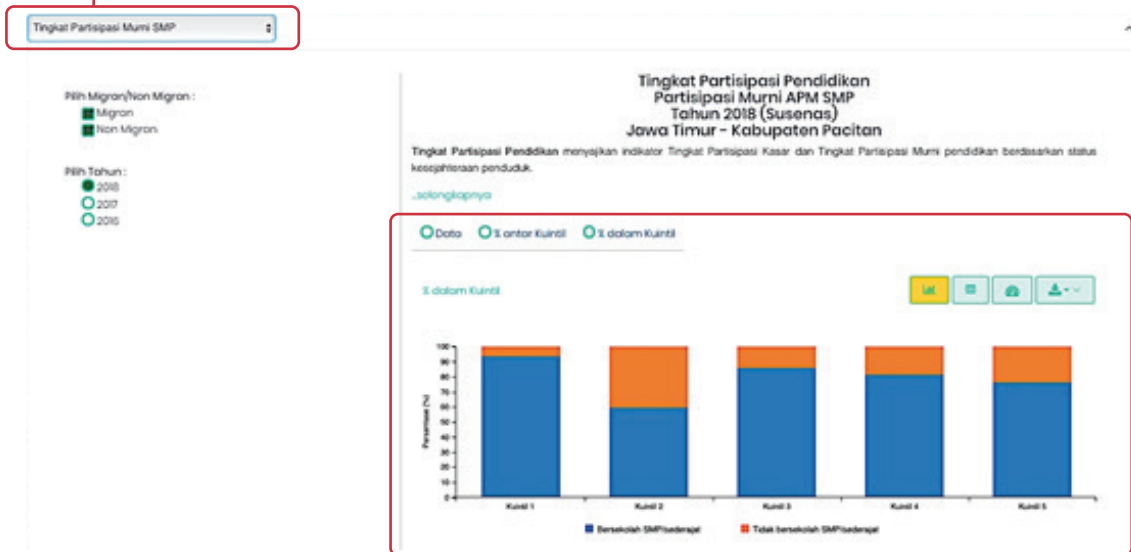 Tingkat Partisipasi Murni SMP
Pilih Migran/Non Migran :
Migran
Non Migran
Pilih Tahun :
2018
2017
2016
Tingkat Partisipasi Pendidikan
Partisipasi Murni APM SMP
Tahun 2018 (Susenas)
Jawa Timur - Kabupaten Pacitan
Tingkat Partisipasi Pendidikan menyajikan indikator Tingkat Partisipasi Kasar dan Tingkat Partisipasi Murni pendidikan berdasarkan status
kesejahteraan penduduk.
..selengkapnya
Data % antar Kuintil % dalam Kuintil
% dalam Kuintil
Persentase (%)
100
90
80
70
60
50
40
30
20
10
0
Kuintil 1 Kuintil 2 Kuintil 3 Kuintil 4 Kuintil 5
Bersekolah SMP/sederajat Tidak bersekolah SMP/sederajat